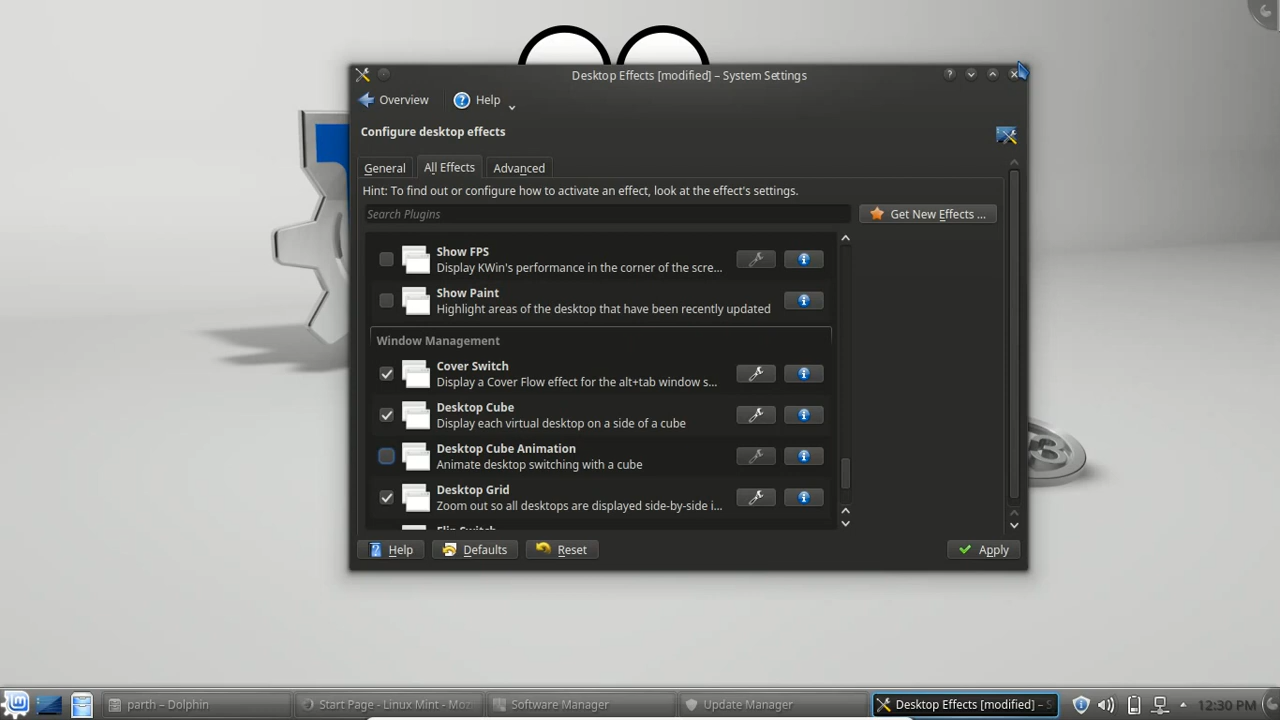 Desktop Effects [modified] – System Settings
Overview
Help
Configure desktop effects
General
All Effects
Advanced
Hint: To find out or configure how to activate an effect, look at the effect's settings.
Search Plugins
Get New Effects ...
Show FPS
Display KWin's performance in the corner of the scre...
Show Paint
Highlight areas of the desktop that have been recently updated
Window Management
Cover Switch
Display a Cover Flow effect for the alt+tab window s...
Desktop Cube
Display each virtual desktop on a side of a cube
Desktop Cube Animation
Animate desktop switching with a cube
Desktop Grid
Zoom out so all desktops are displayed side-by-side i...
Flip Switch
Help
Defaults
Reset
Apply
parth – Dolphin
Start Page - Linux Mint - Moz
Software Manager
Update Manager
Desktop Effects [modified] – S
12:30 PM